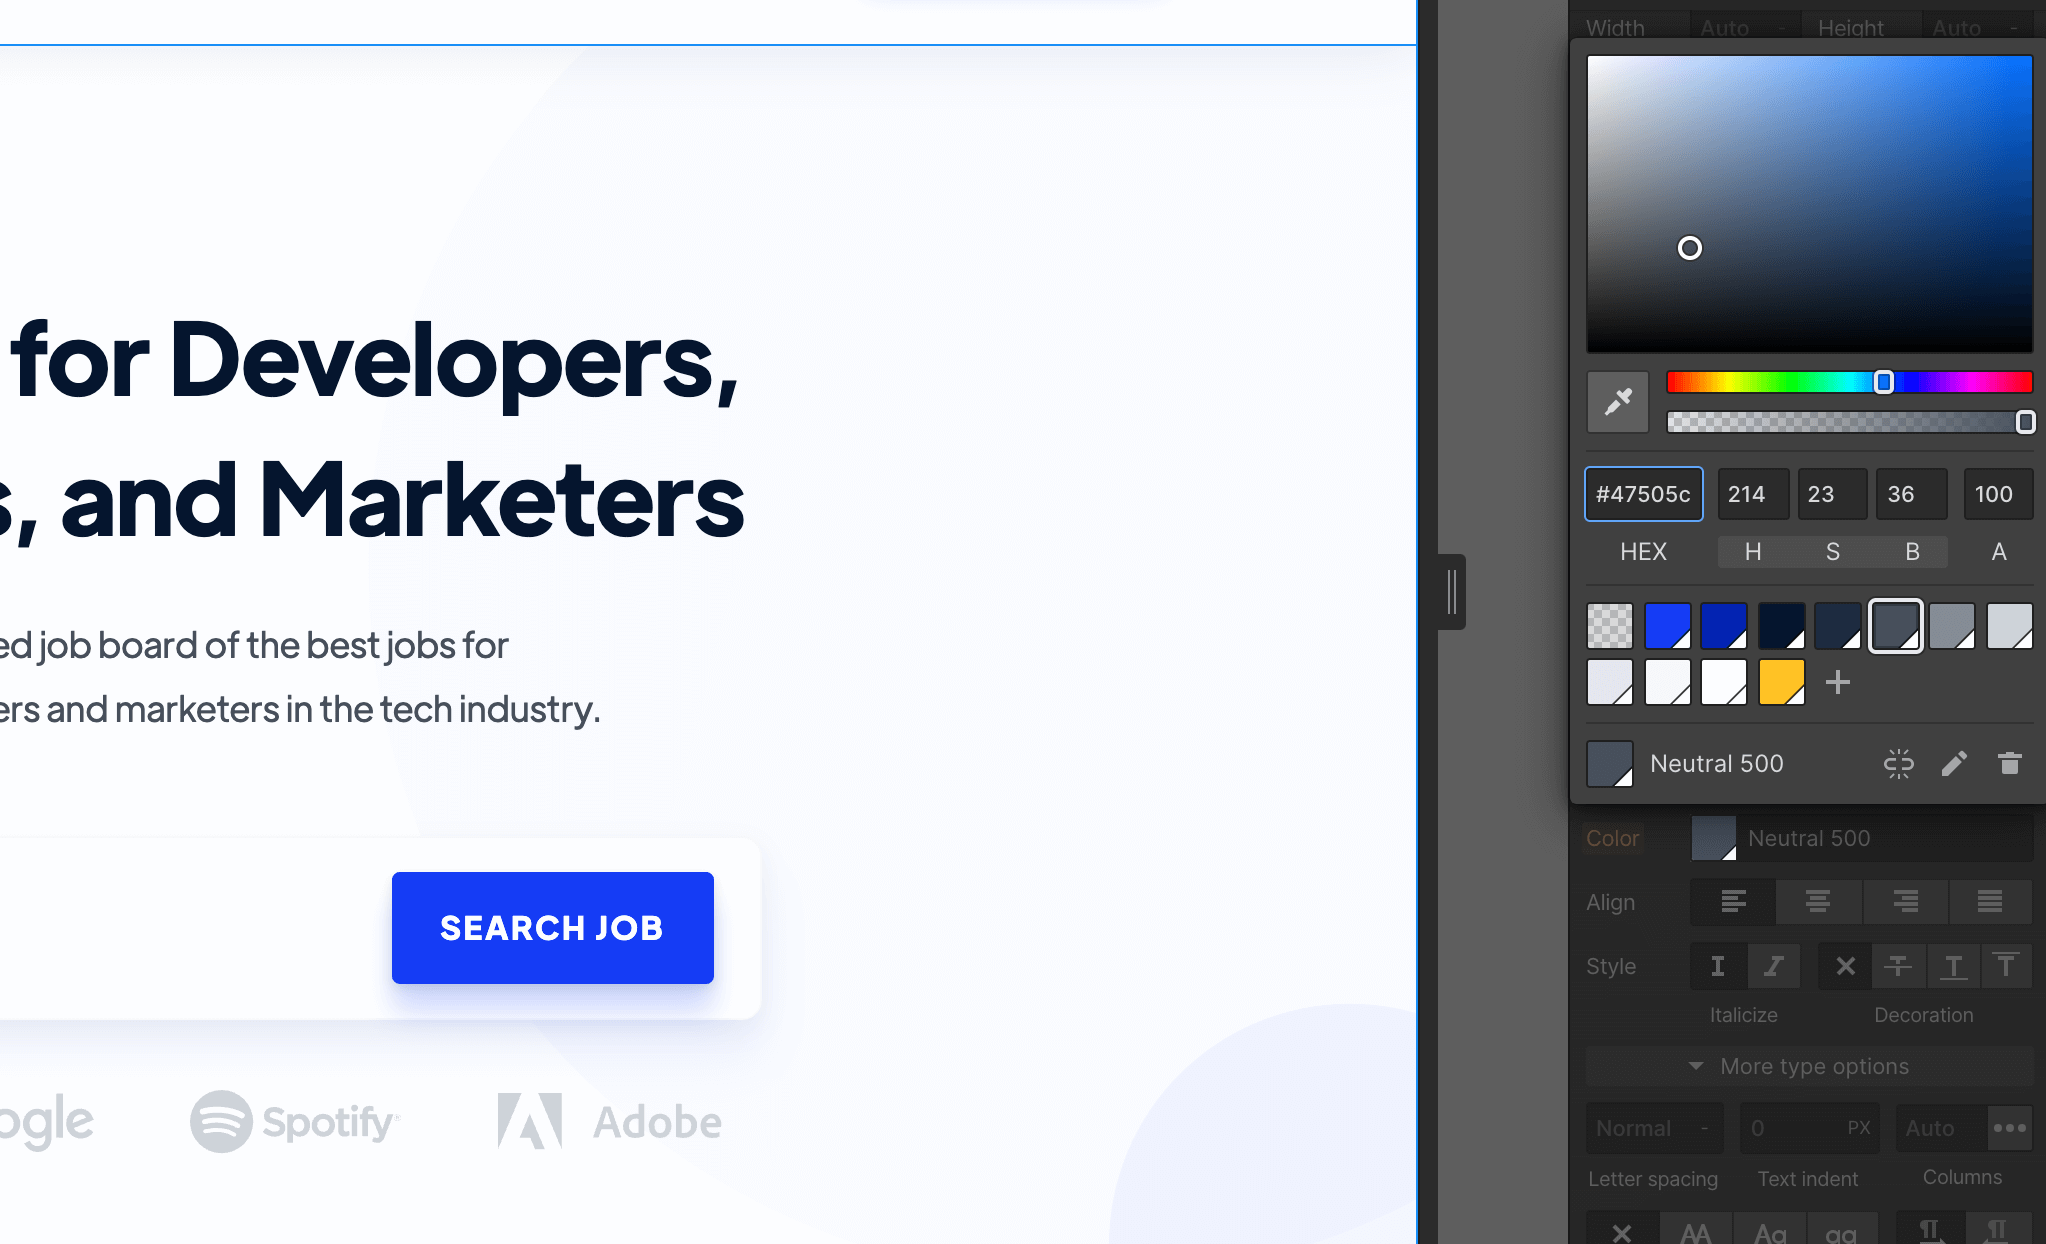 for Developers,
, and Marketers
ed job board of the best jobs for
ers and marketers in the tech industry.
SEARCH JOB
ogle
Spotify
Adobe
Width Auto - Height Auto -
#47505c 214 23 36 100
HEX H S B A
Neutral 500
Color Neutral 500
Align
Style
Italicize Decoration
More type options
Normal - 0 PX Auto
Letter spacing Text indent Columns
AA Aa aa